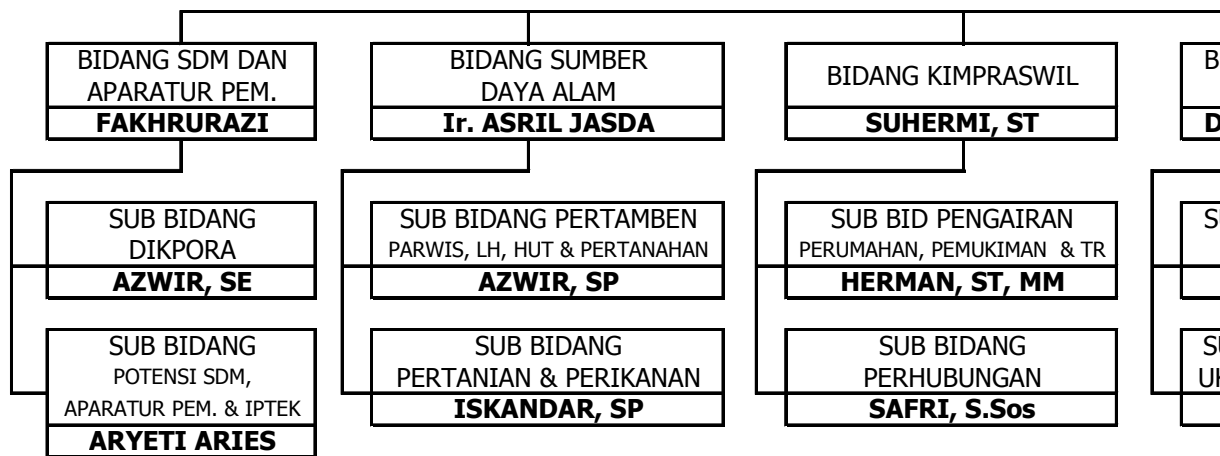 BIDANG SDM DAN
APARATUR PEM.
FAKHRURAZI
BIDANG SUMBER
DAYA ALAM
Ir. ASRIL JASDA
BIDANG KIMPRASWIL
SUHERMI, ST
SUB BIDANG
DIKPORA
AZWIR, SE
SUB BIDANG PERTAMBEN
PARWIS, LH, HUT & PERTANAHAN
AZWIR, SP
SUB BID PENGAIRAN
PERUMAHAN, PEMUKIMAN & TR
HERMAN, ST, MM
SUB BIDANG
POTENSI SDM,
APARATUR PEM. & IPTEK
ARYETI ARIES
SUB BIDANG
PERTANIAN & PERIKANAN
ISKANDAR, SP
SUB BIDANG
PERHUBUNGAN
SAFRI, S.Sos